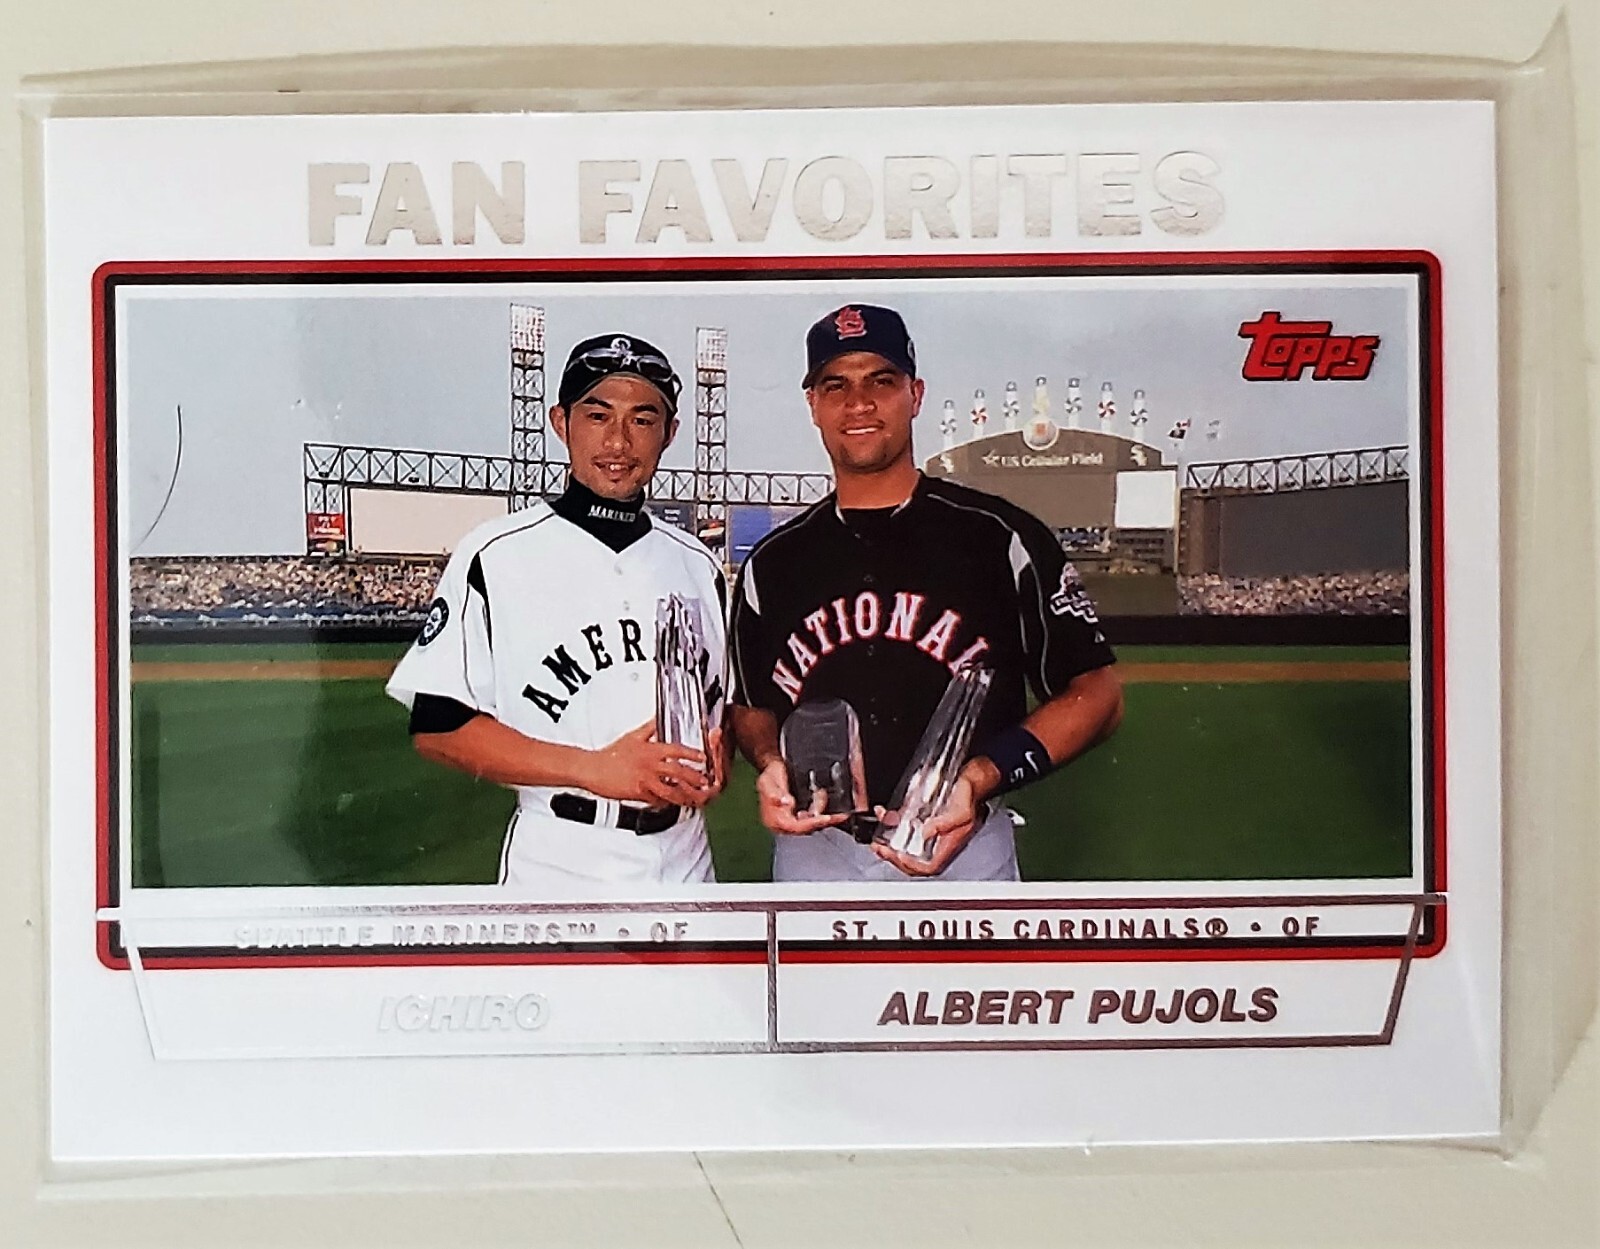 FAN FAVORITES
Topps
US Cellular Field
MARINERS
AMERICAN
NATIONAL
SEATTLE MARINERS™ • OF
ST. LOUIS CARDINALS® • OF
ICHIRO
ALBERT PUJOLS